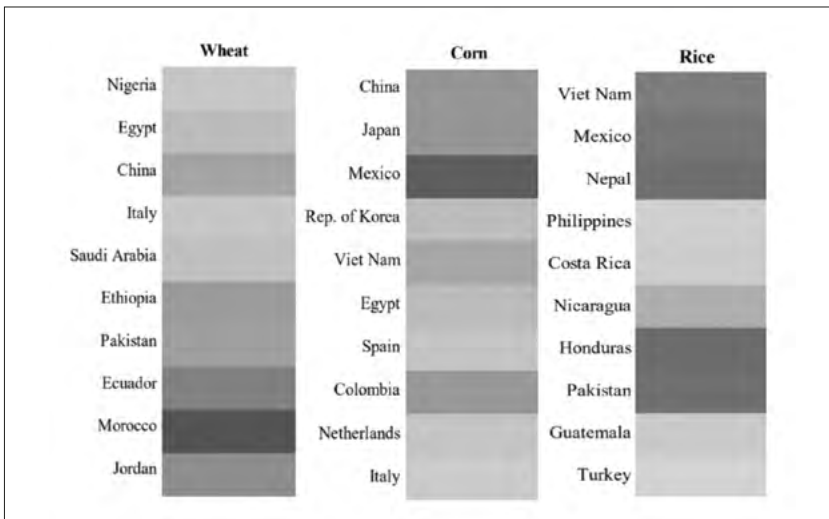 Wheat
Nigeria
Egypt
China
Italy
Saudi Arabia
Ethiopia
Pakistan
Ecuador
Morocco
Jordan
Corn
China
Japan
Mexico
Rep. of Korea
Viet Nam
Egypt
Spain
Colombia
Netherlands
Italy
Rice
Viet Nam
Mexico
Nepal
Philippines
Costa Rica
Nicaragua
Honduras
Pakistan
Guatemala
Turkey